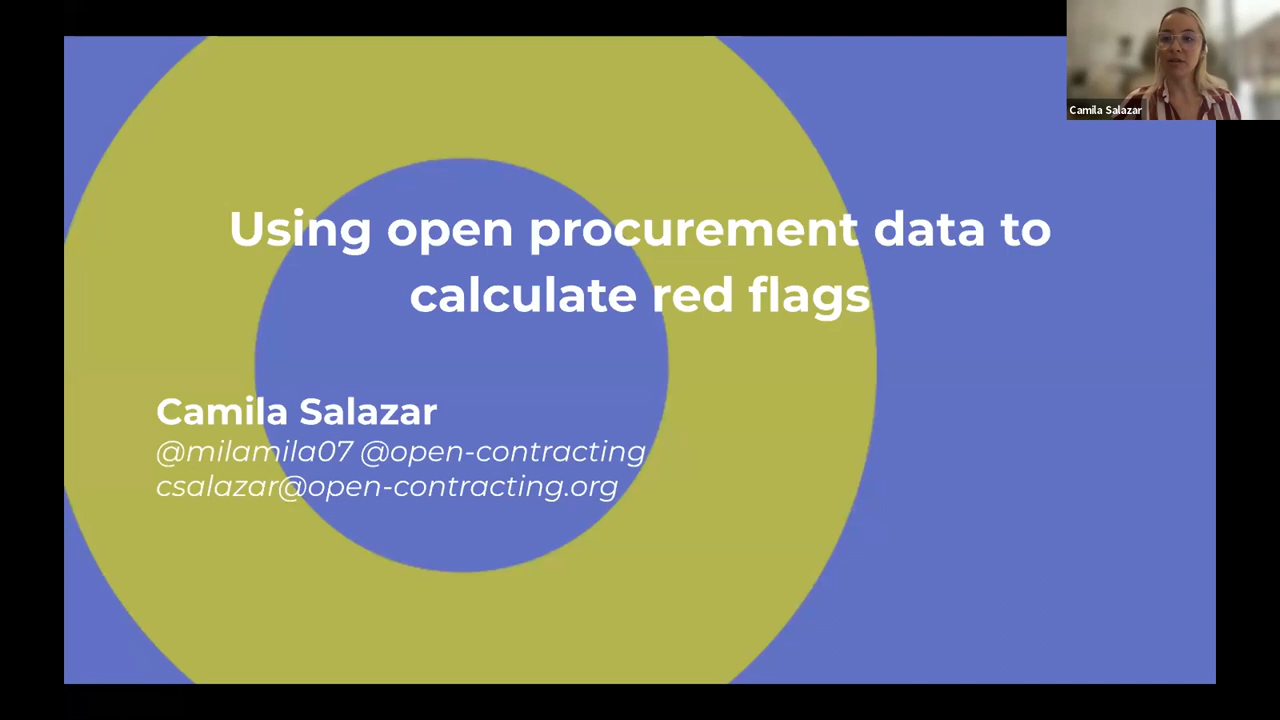 Camila Salazar
Using open procurement data to
calculate red flags
Camila Salazar
@milamila07 @open-contracting
csalazar@open-contracting.org